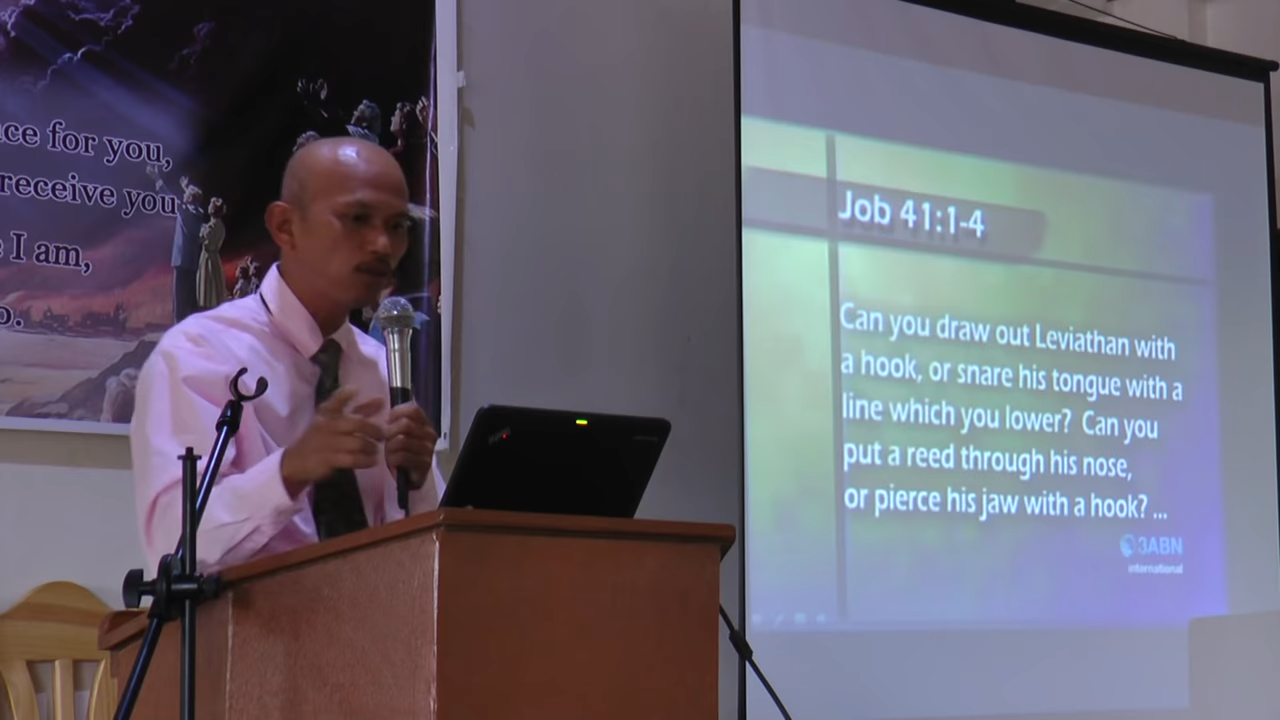 ce for you,
receive you
I am,
o.
Job 41:1-4
Can you draw out Leviathan with
a hook, or snare his tongue with a
line which you lower? Can you
put a reed through his nose,
or pierce his jaw with a hook? ...
3ABN
international